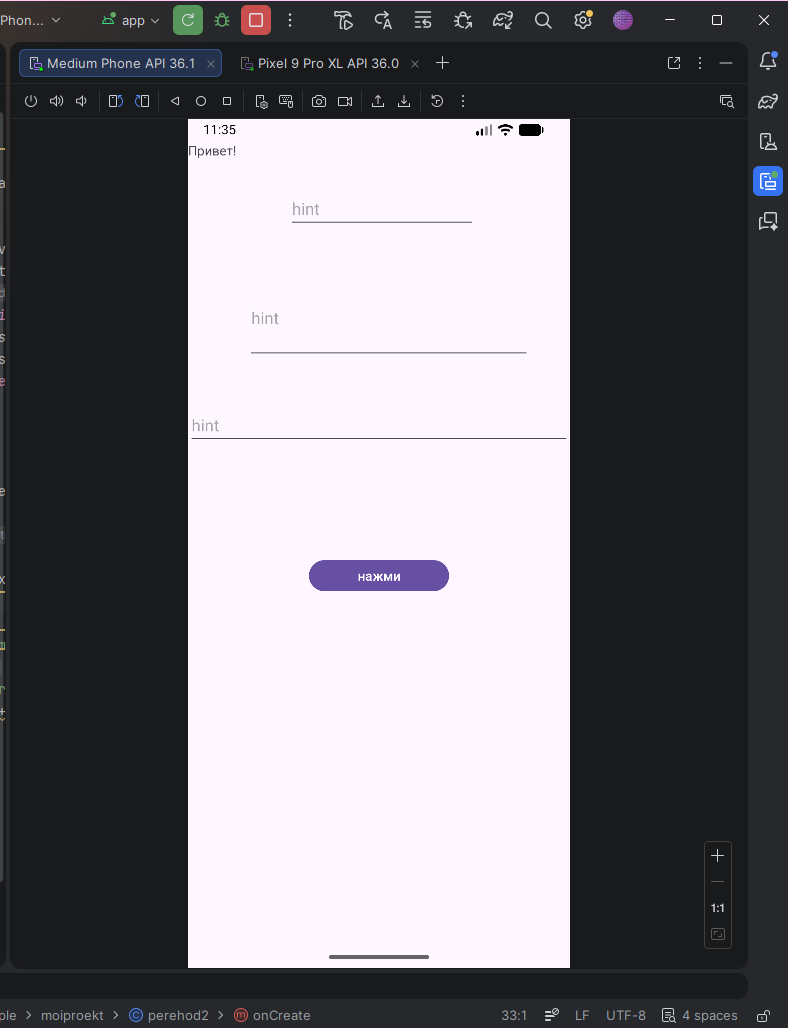 Phon...
app
Medium Phone API 36.1
Pixel 9 Pro XL API 36.0
11:35
Привет!
hint
hint
hint
нажми
1:1
ple > moiproekt > perehod2 > onCreate
33:1 LF UTF-8 4 spaces